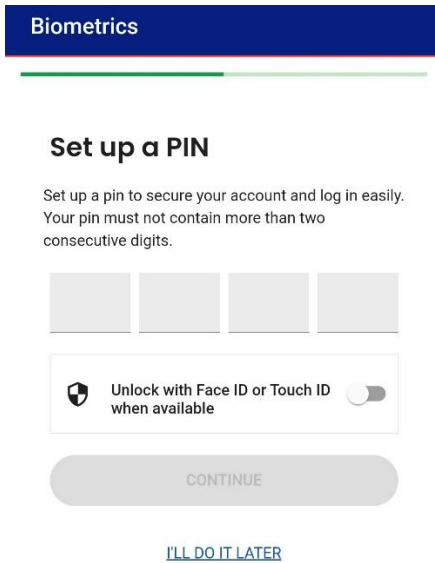 Biometrics
Set up a PIN
Set up a pin to secure your account and log in easily.
Your pin must not contain more than two
consecutive digits.
Unlock with Face ID or Touch ID
when available
CONTINUE
I'LL DO IT LATER